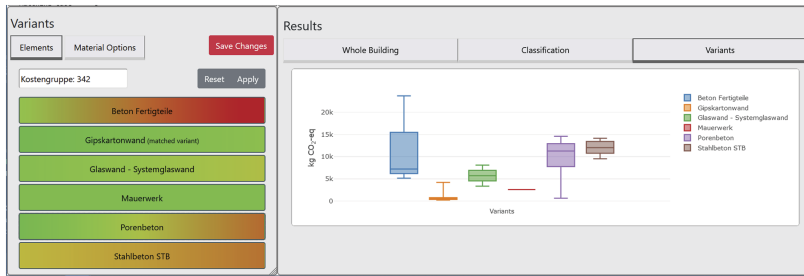 Variants
Elements
Material Options
Save Changes
Kostengruppe: 342
Reset
Apply
Beton Fertigteile
Gipskartonwand (matched variant)
Glaswand - Systemglaswand
Mauerwerk
Porenbeton
Stahlbeton STB
Results
Whole Building
Classification
Variants
kg CO₂-eq
20k
15k
10k
5k
0
Variants
Beton Fertigteile
Gipskartonwand
Glaswand - Systemglaswand
Mauerwerk
Porenbeton
Stahlbeton STB